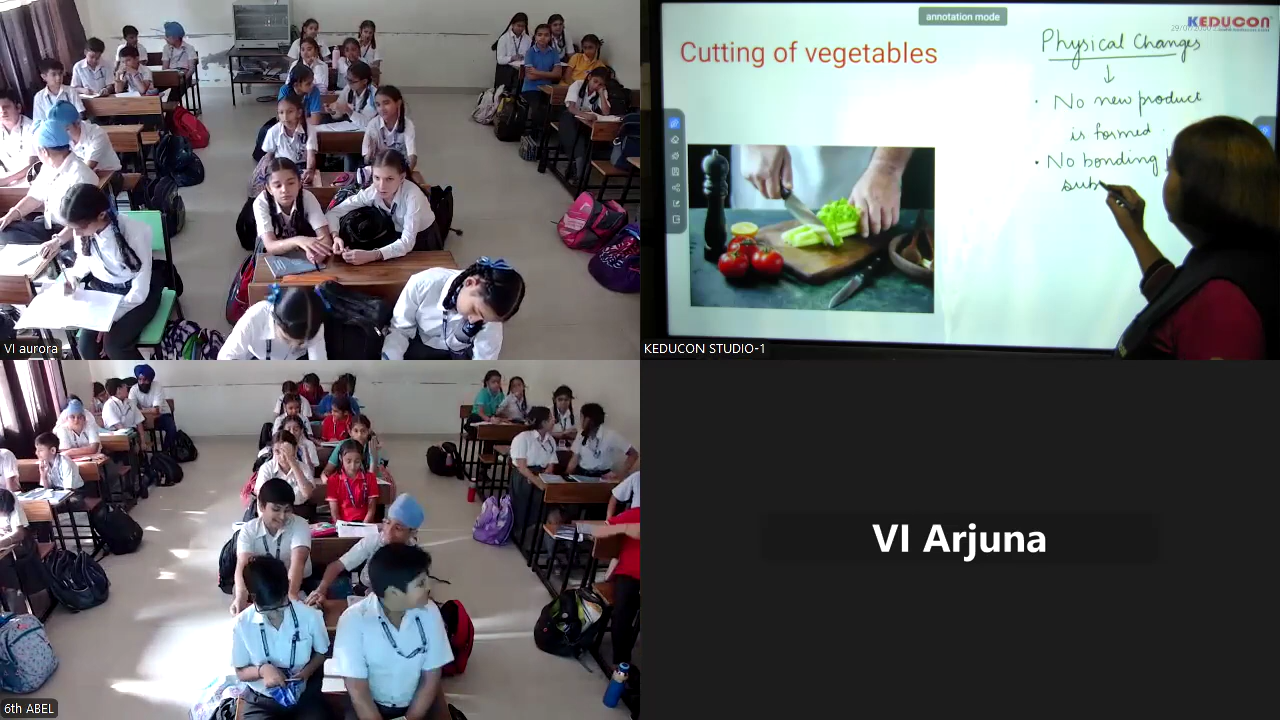 annotation mode
KEDUCON
Cutting of vegetables
Physical Changes
↓
· No new product
is formed.
· No bonding
sub
VI aurora
KEDUCON STUDIO-1
VI Arjuna
6th ABEL